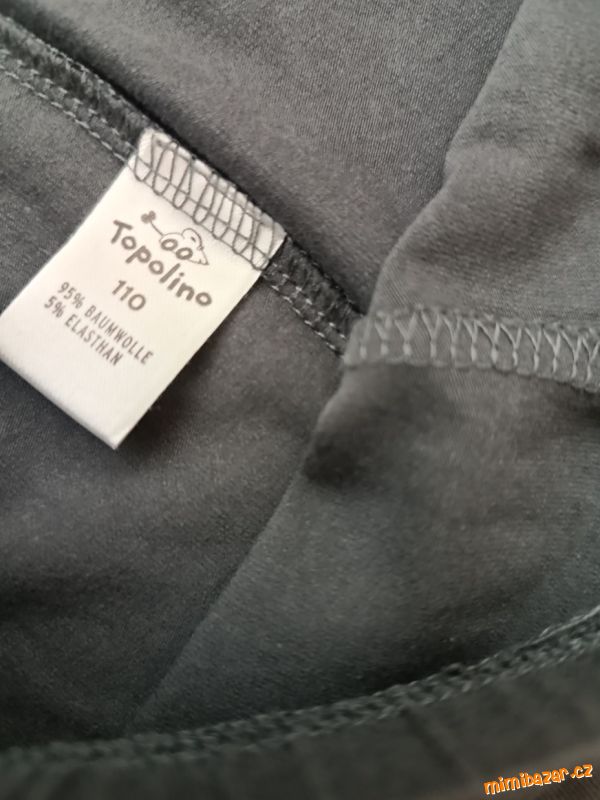 Topolino
110
95% BAUMWOLLE
5% ELASTHAN
mimibazar.cz